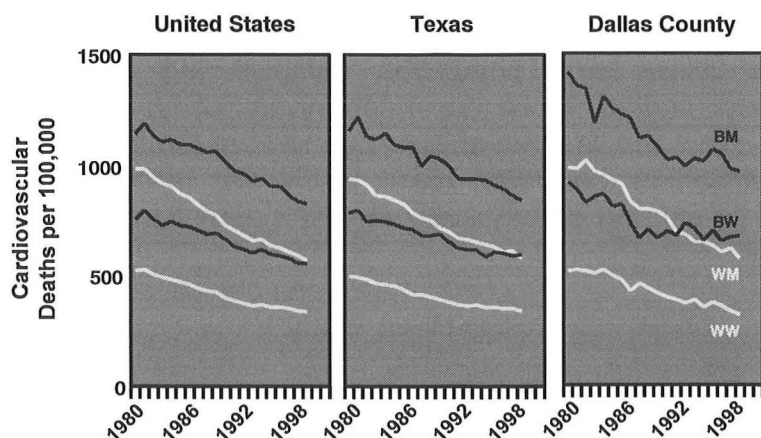 United States Texas Dallas County
Cardiovascular
Deaths per 100,000
1500
1000
500
0
BM
BW
WM
WW
1980 1986 1992 1998 1980 1986 1992 1998 1980 1986 1992 1998